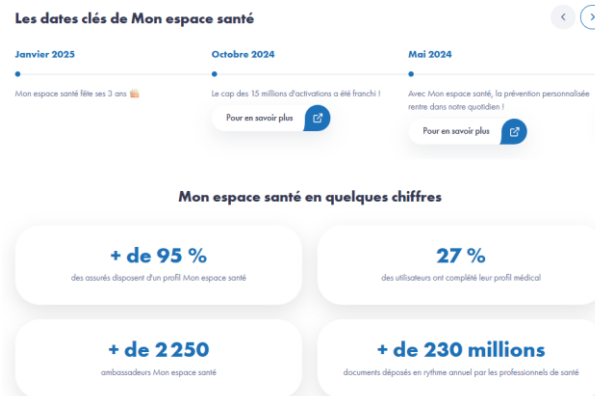 Les dates clés de Mon espace santé
Janvier 2025
Octobre 2024
Mai 2024
Mon espace santé fête ses 3 ans
Le cap des 15 millions d'activations a été franchi !
Avec Mon espace santé, la prévention personnalisée
rentre dans notre quotidien !
Pour en savoir plus
Pour en savoir plus
Mon espace santé en quelques chiffres
+ de 95 %
des assurés disposent d'un profil Mon espace santé
27 %
des utilisateurs ont complété leur profil médical
+ de 2 250
ambassadeurs Mon espace santé
+ de 230 millions
documents déposés en rythme annuel par les professionnels de santé